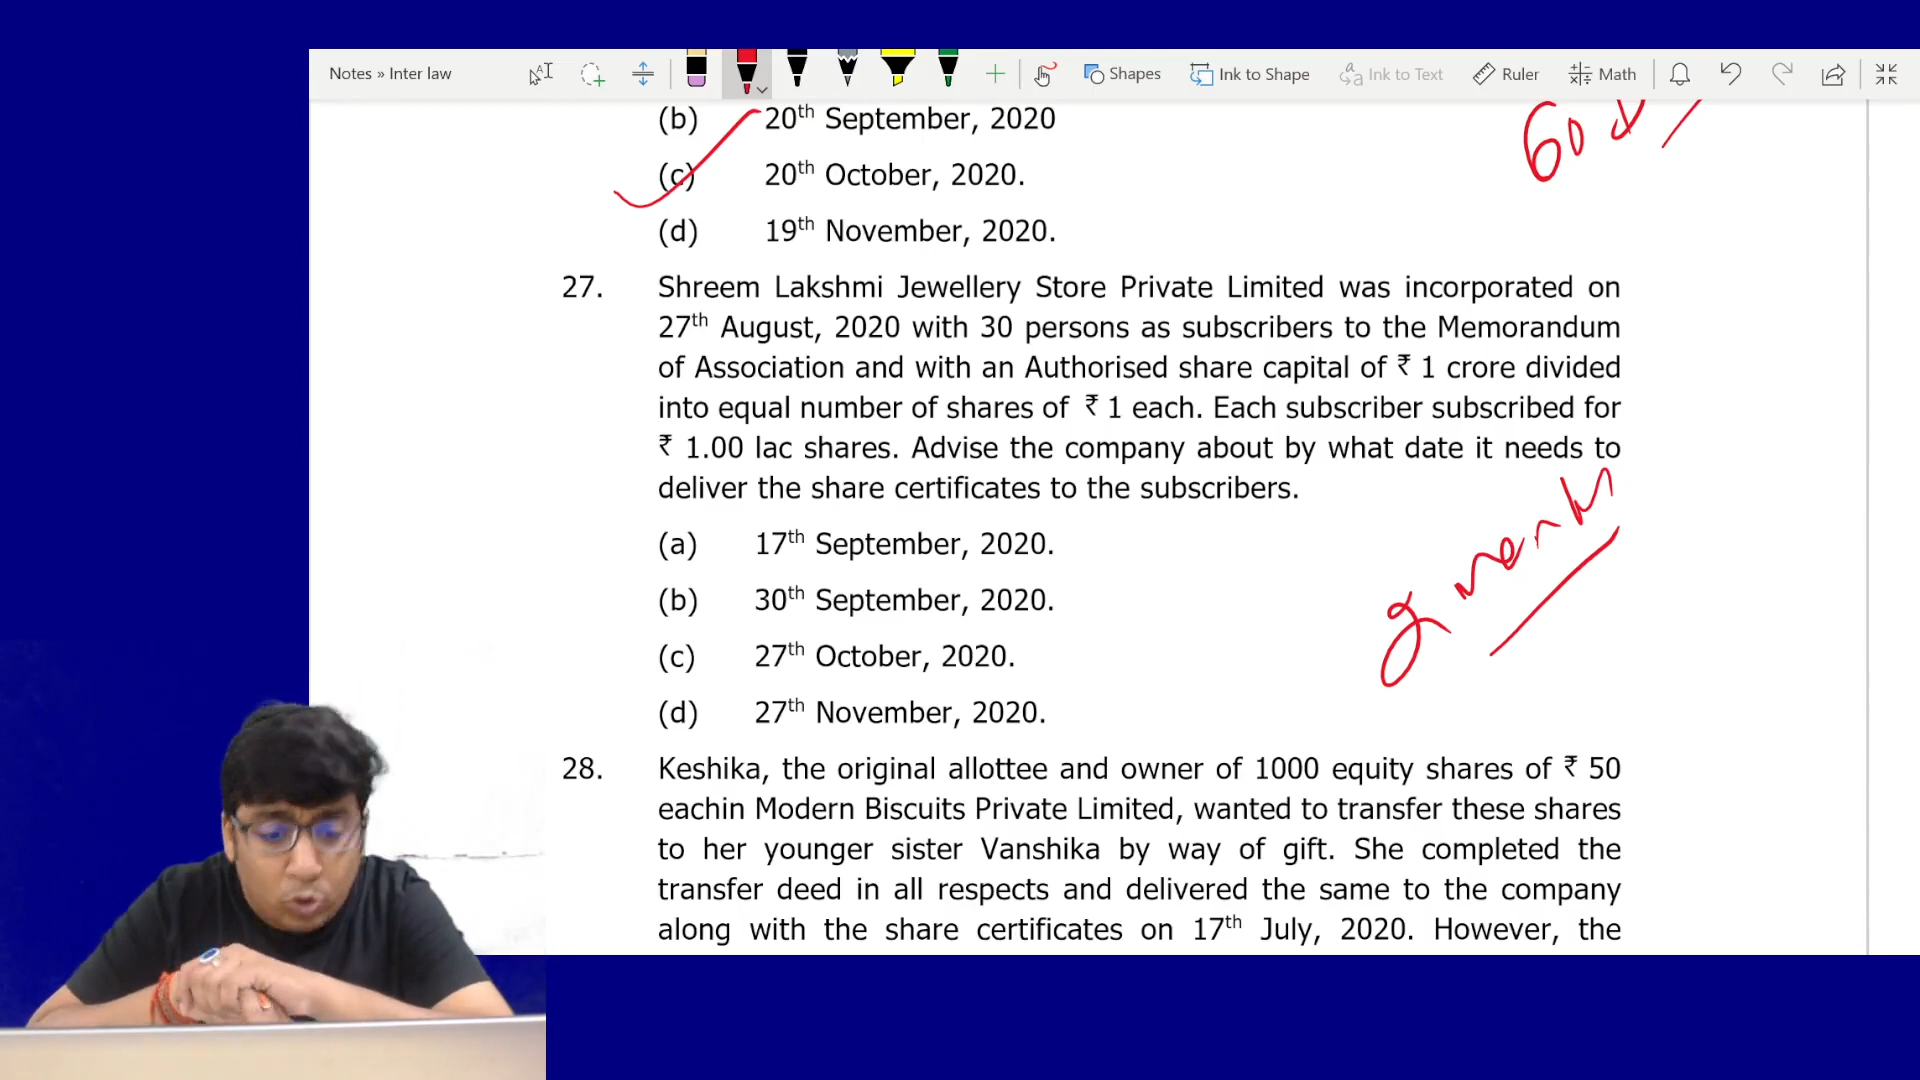 Notes » Inter law
Shapes
Ink to Shape
Ink to Text
Ruler
Math
(b) 20th September, 2020
60 d
(c) 20th October, 2020.
(d) 19th November, 2020.
27. Shreem Lakshmi Jewellery Store Private Limited was incorporated on
27th August, 2020 with 30 persons as subscribers to the Memorandum
of Association and with an Authorised share capital of ₹ 1 crore divided
into equal number of shares of ₹ 1 each. Each subscriber subscribed for
₹ 1.00 lac shares. Advise the company about by what date it needs to
deliver the share certificates to the subscribers.
(a) 17th September, 2020.
(b) 30th September, 2020.
(c) 27th October, 2020.
(d) 27th November, 2020.
28. Keshika, the original allottee and owner of 1000 equity shares of ₹ 50
eachin Modern Biscuits Private Limited, wanted to transfer these shares
to her younger sister Vanshika by way of gift. She completed the
transfer deed in all respects and delivered the same to the company
along with the share certificates on 17th July, 2020. However, the